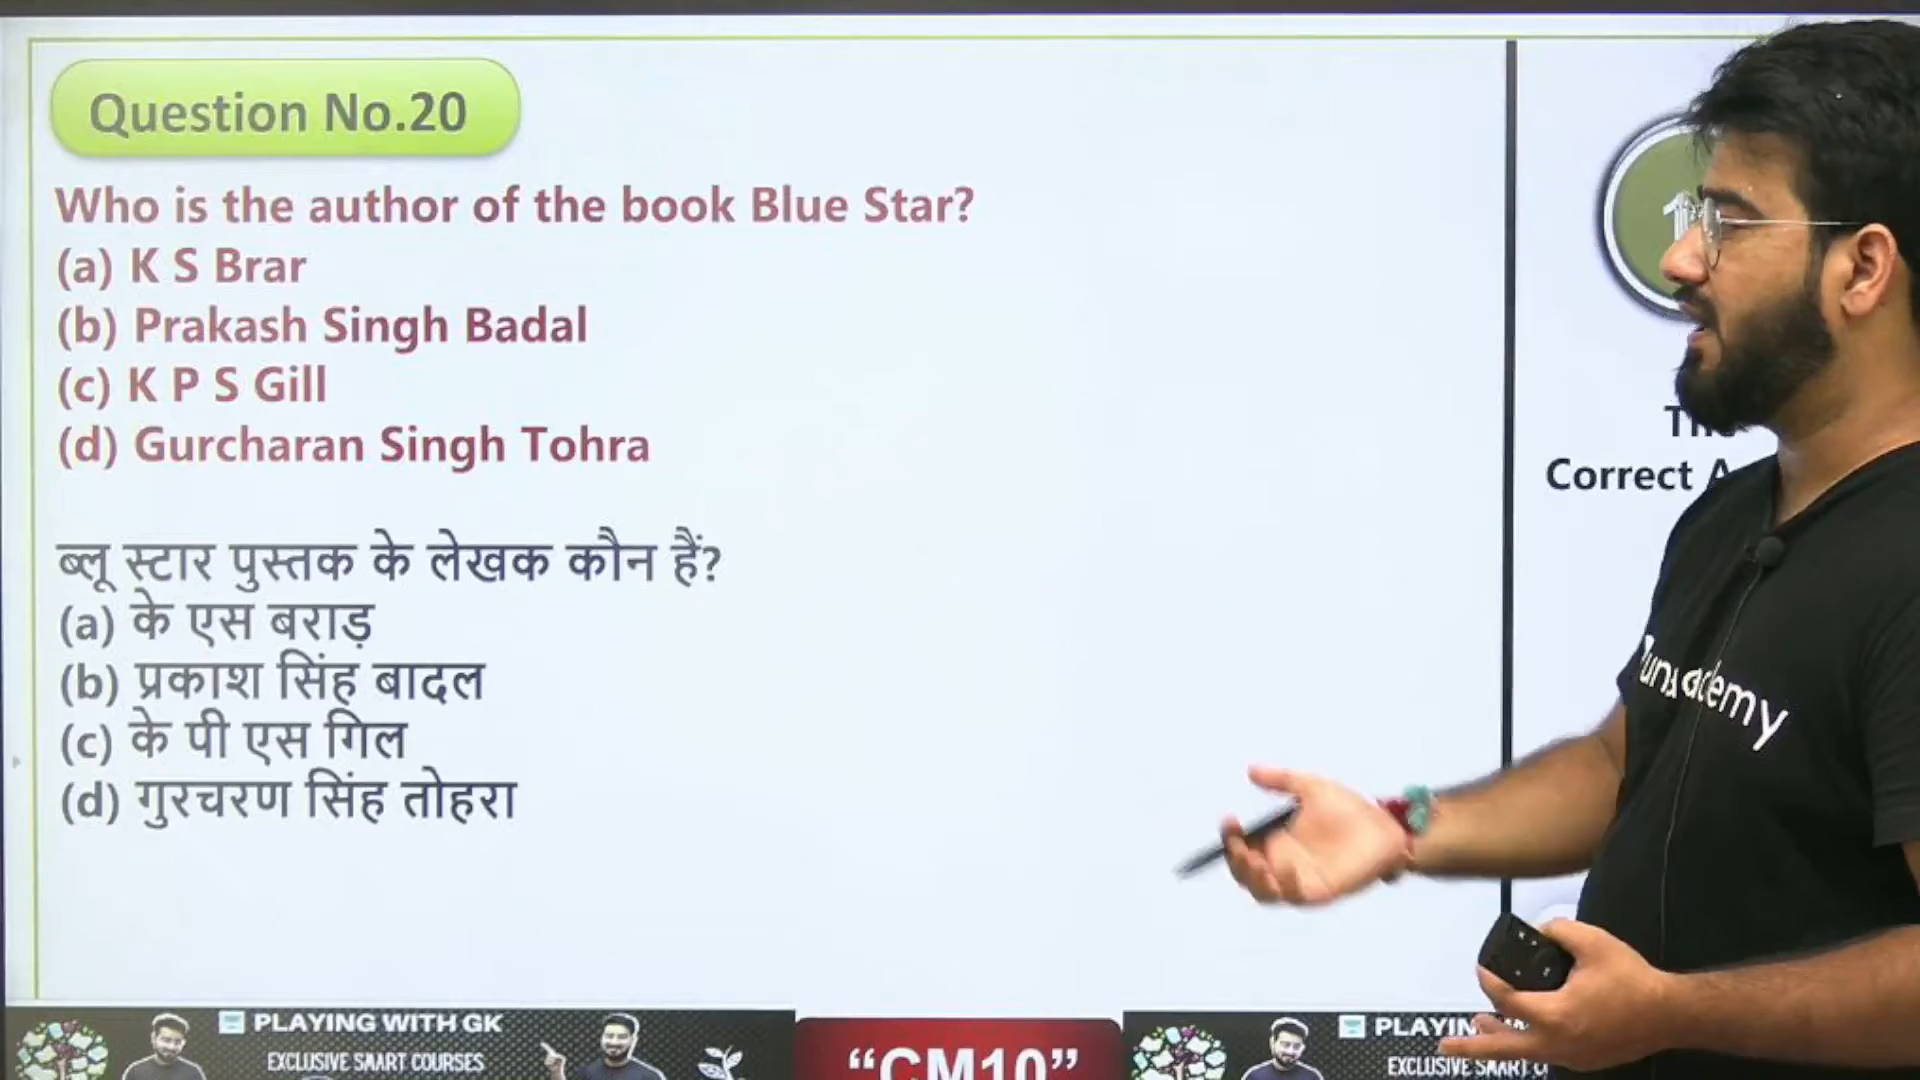 Question No.20
Who is the author of the book Blue Star?
(a) K S Brar
(b) Prakash Singh Badal
(c) K P S Gill
(d) Gurcharan Singh Tohra
ब्लू स्टार पुस्तक के लेखक कौन हैं?
(a) के एस बराड़
(b) प्रकाश सिंह बादल
(c) के पी एस गिल
(d) गुरचरण सिंह तोहरा
Correct
PLAYING WITH GK
EXCLUSIVE SMART COURSES
“CM10”
EXCLUSIVE